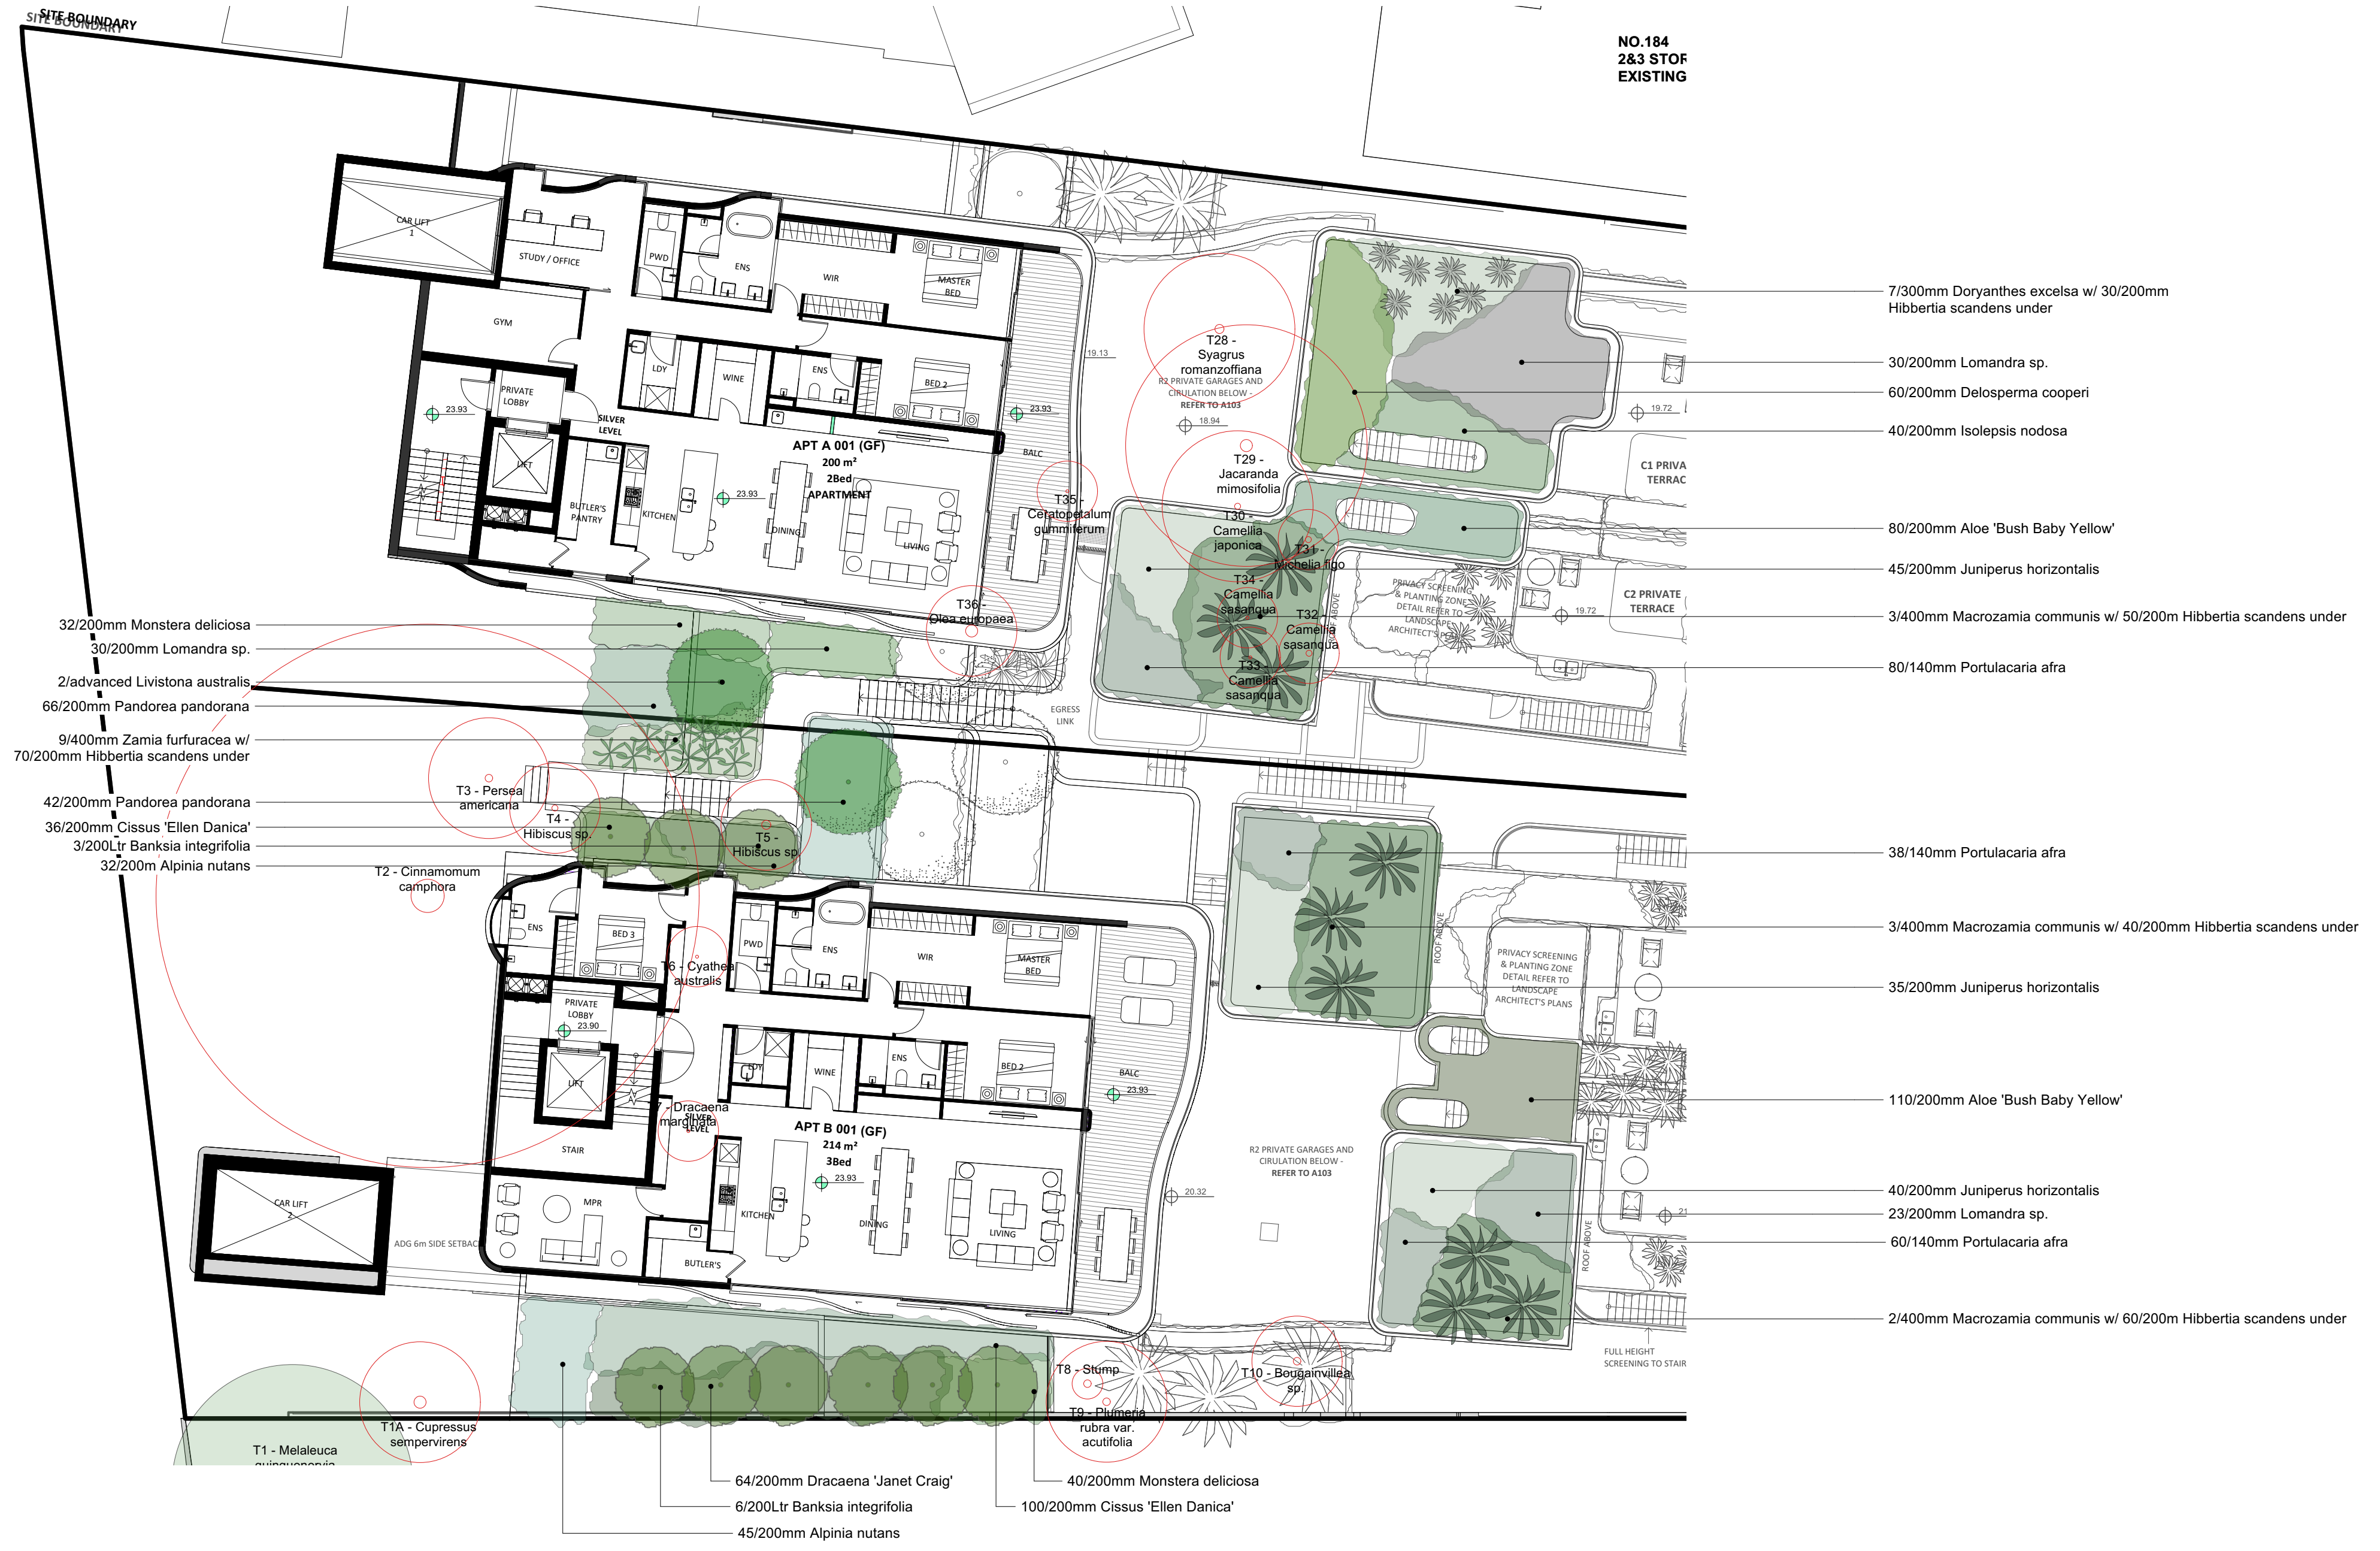 SITE BOUNDARY
SITE BOUNDARY
NO.184
2&3 STOR
EXISTING
CAR LIFT
1
STUDY / OFFICE
PWD
ENS
WIR
MASTER
BED
GYM
LDY
WINE
ENS
BED 2
PRIVATE
LOBBY
23.93
SILVER
LEVEL
LIFT
BUTLER'S
PANTRY
KITCHEN
APT A 001 (GF)
200 m²
2Bed
APARTMENT
23.93
DINING
LIVING
23.93
BALC
19.13
T28 -
Syagrus
romanzoffiana
R2 PRIVATE GARAGES AND
CIRULATION BELOW -
REFER TO A103
18.94
T29 -
Jacaranda
mimosifolia
T35 -
Ceratopetalum
gummiferum
T30 -
Camellia
japonica
T31 -
Michelia figo
T34 -
Camellia
sasanqua
T32 -
Camellia
sasanqua
T33 -
Camellia
sasanqua
T36 -
Olea europaea
EGRESS
LINK
PRIVACY SCREENING
& PLANTING ZONE
DETAIL REFER TO
LANDSCAPE
ARCHITECT'S PLANS
19.72
C1 PRIVA
TERRAC
C2 PRIVATE
TERRACE
19.72
7/300mm Doryanthes excelsa w/ 30/200mm
Hibbertia scandens under
30/200mm Lomandra sp.
60/200mm Delosperma cooperi
40/200mm Isolepsis nodosa
80/200mm Aloe 'Bush Baby Yellow'
45/200mm Juniperus horizontalis
3/400mm Macrozamia communis w/ 50/200m Hibbertia scandens under
80/140mm Portulacaria afra
32/200mm Monstera deliciosa
30/200mm Lomandra sp.
2/advanced Livistona australis
66/200mm Pandorea pandorana
9/400mm Zamia furfuracea w/
70/200mm Hibbertia scandens under
42/200mm Pandorea pandorana
36/200mm Cissus 'Ellen Danica'
3/200Ltr Banksia integrifolia
32/200m Alpinia nutans
T3 - Persea
americana
T4 -
Hibiscus sp.
T5 -
Hibiscus sp
T2 - Cinnamomum
camphora
ENS
BED 3
PWD
ENS
WIR
MASTER
BED
T6 - Cyathea
australis
PRIVATE
LOBBY
23.90
LIFT
LDY
WINE
ENS
BED 2
BALC
23.93
7 - Dracaena
marginata
SILVER
LEVEL
APT B 001 (GF)
214 m²
3Bed
23.93
STAIR
MPR
KITCHEN
DINING
LIVING
BUTLER'S
CAR LIFT
2
ADG 6m SIDE SETBACK
R2 PRIVATE GARAGES AND
CIRULATION BELOW -
REFER TO A103
20.32
ROOF ABOVE
PRIVACY SCREENING
& PLANTING ZONE
DETAIL REFER TO
LANDSCAPE
ARCHITECT'S PLANS
ROOF ABOVE
21
FULL HEIGHT
SCREENING TO STAIR
38/140mm Portulacaria afra
3/400mm Macrozamia communis w/ 40/200mm Hibbertia scandens under
35/200mm Juniperus horizontalis
110/200mm Aloe 'Bush Baby Yellow'
40/200mm Juniperus horizontalis
23/200mm Lomandra sp.
60/140mm Portulacaria afra
2/400mm Macrozamia communis w/ 60/200m Hibbertia scandens under
T8 - Stump
T9 - Plumeria
rubra var.
acutifolia
T10 - Bougainvillea
sp.
T1A - Cupressus
sempervirens
T1 - Melaleuca
64/200mm Dracaena 'Janet Craig'
6/200Ltr Banksia integrifolia
45/200mm Alpinia nutans
40/200mm Monstera deliciosa
100/200mm Cissus 'Ellen Danica'